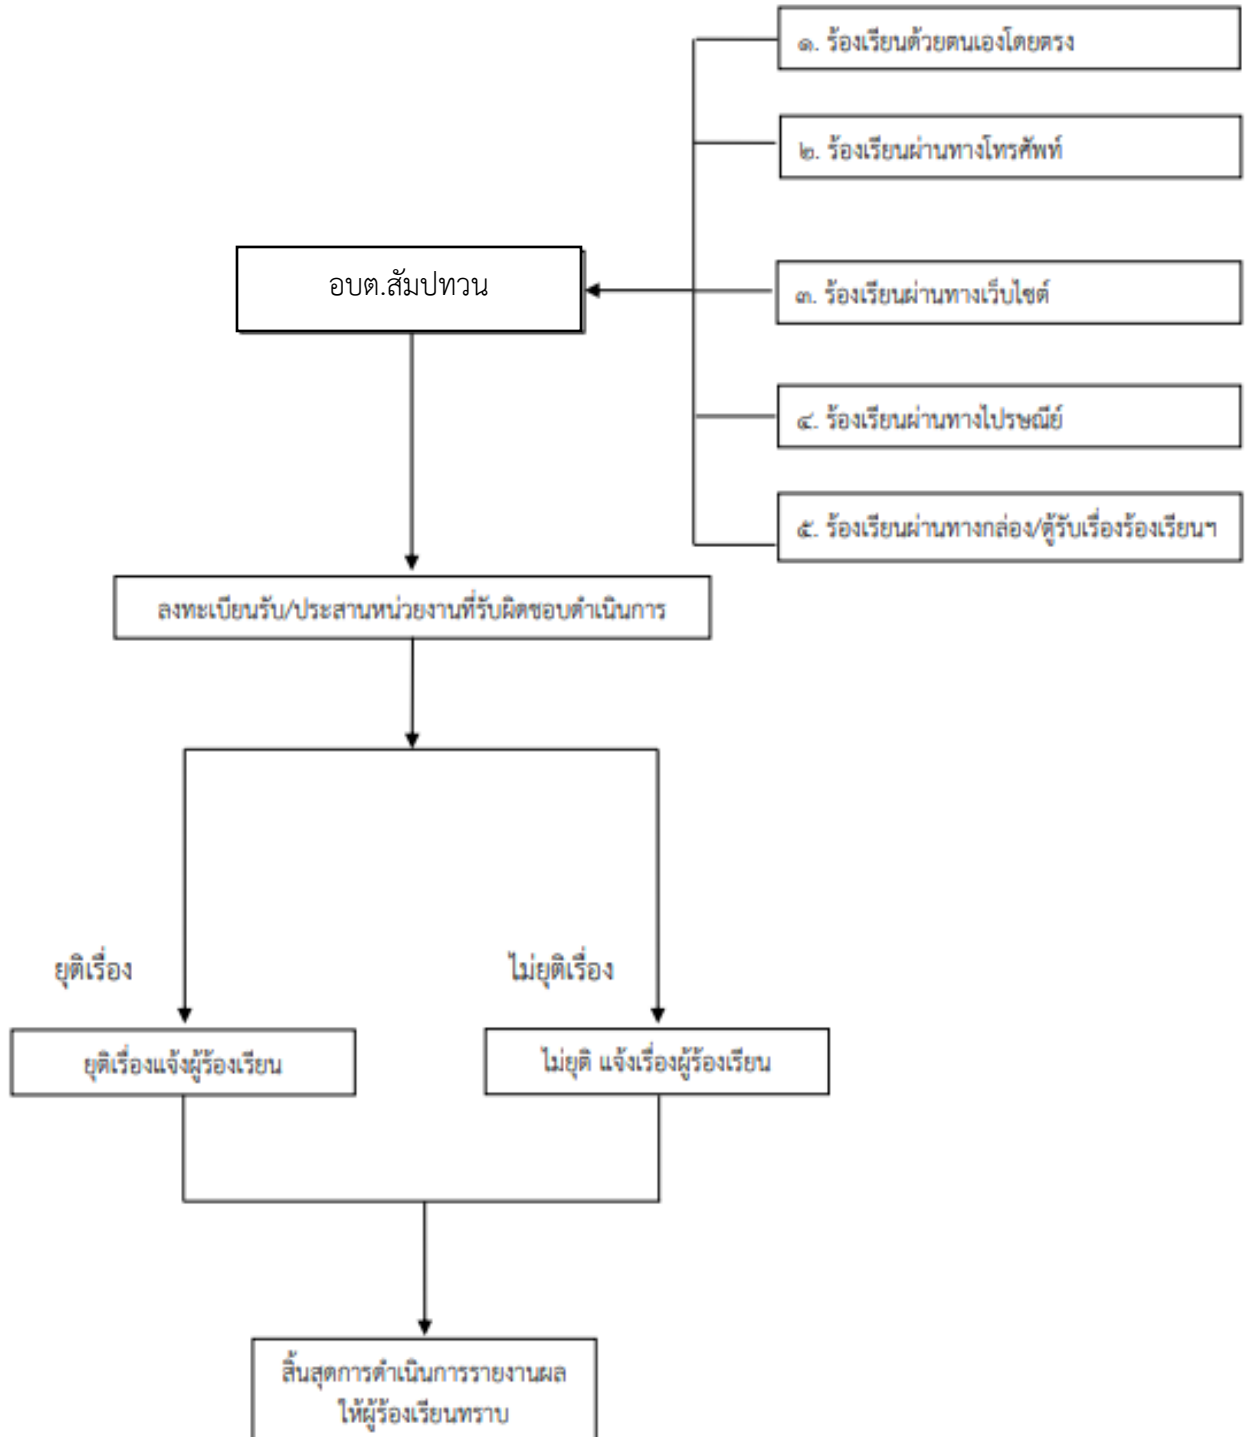 ๑. ร้องเรียนด้วยตนเองโดยตรง
๒. ร้องเรียนผ่านทางโทรศัพท์
อบต.สัมปทวน
๓. ร้องเรียนผ่านทางเว็บไซต์
๔. ร้องเรียนผ่านทางไปรษณีย์
๕. ร้องเรียนผ่านทางกล่อง/ตู้รับเรื่องร้องเรียนฯ
ลงทะเบียนรับ/ประสานหน่วยงานที่รับผิดชอบดำเนินการ
ยุติเรื่อง
ไม่ยุติเรื่อง
ยุติเรื่องแจ้งผู้ร้องเรียน
ไม่ยุติ แจ้งเรื่องผู้ร้องเรียน
สิ้นสุดการดำเนินการรายงานผล
ให้ผู้ร้องเรียนทราบ